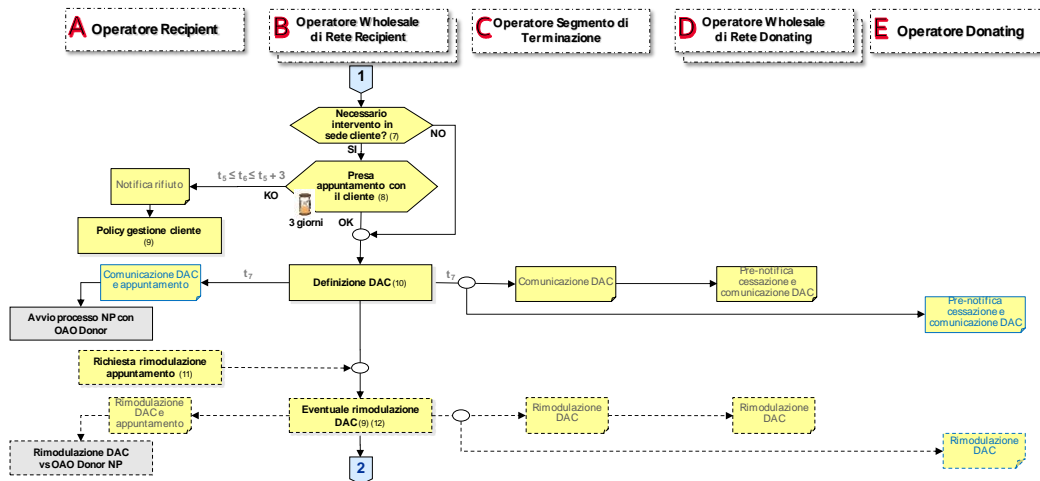 A Operatore Recipient
B Operatore Wholesale
di Rete Recipient
C Operatore Segmento di
Terminazione
D Operatore Wholesale
di Rete Donating
E Operatore Donating
1
Necessario
intervento in
sede cliente? (7)
NO
SI
Presa
appuntamento con
il cliente (8)
t5 ≤ t6 ≤ t5 + 3
KO
Notifica rifiuto
3 giorni
OK
Policy gestione cliente
(9)
Comunicazione DAC
e appuntamento
t7
Definizione DAC (10)
t7
Comunicazione DAC
Pre-notifica
cessazione e
comunicazione DAC
Pre-notifica
cessazione e
comunicazione DAC
Avvio processo NP con
OAO Donor
Richiesta rimodulazione
appuntamento (11)
Rimodulazione
DAC e
appuntamento
Eventuale rimodulazione
DAC (9) (12)
Rimodulazione
DAC
Rimodulazione
DAC
Rimodulazione
DAC
Rimodulazione DAC
vs OAO Donor NP
2